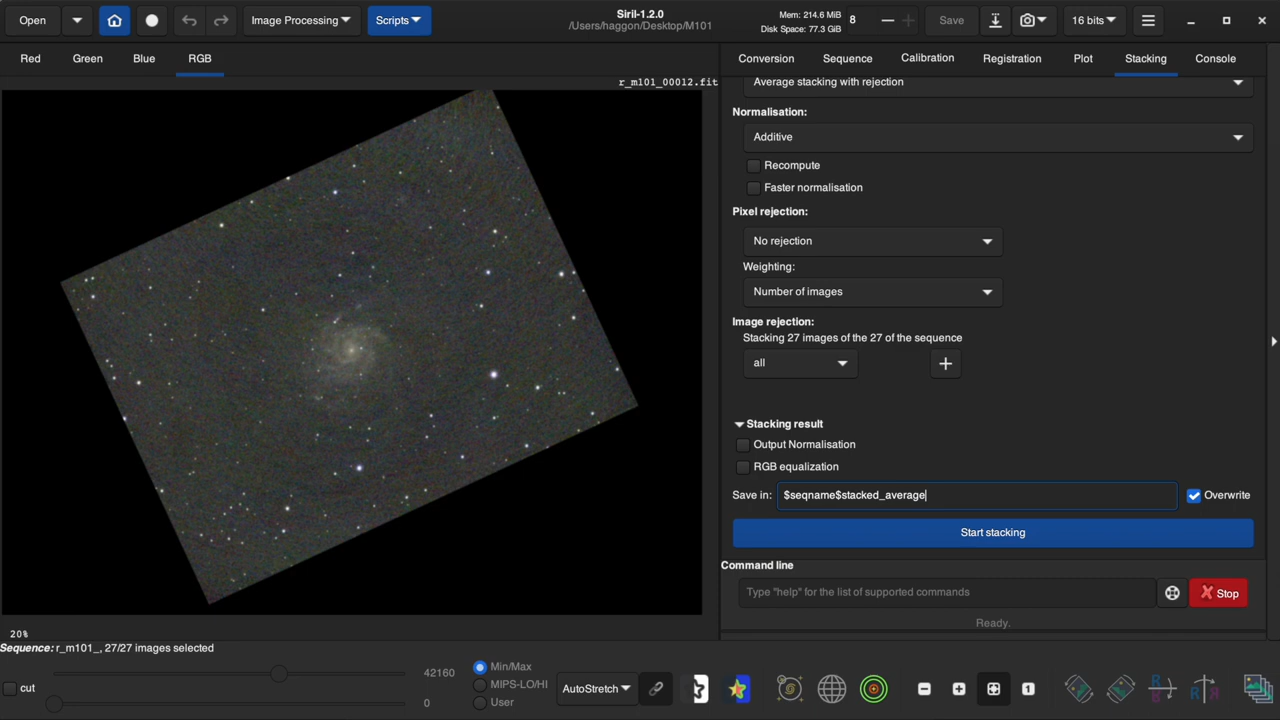 Open
Image Processing
Scripts
Siril-1.2.0
/Users/haggon/Desktop/M101
Mem: 214.6 MiB
Disk Space: 77.3 GiB
8
Save
16 bits
Red
Green
Blue
RGB
Conversion
Sequence
Calibration
Registration
Plot
Stacking
Console
r_m101_00012.fit
Average stacking with rejection
Normalisation:
Additive
Recompute
Faster normalisation
Pixel rejection:
No rejection
Weighting:
Number of images
Image rejection:
Stacking 27 images of the 27 of the sequence
all
Stacking result
Output Normalisation
RGB equalization
Save in: $seqname$stacked_average
Overwrite
Start stacking
Command line
Type "help" for the list of supported commands
Stop
Ready.
20%
Sequence: r_m101_, 27/27 images selected
cut
42160
0
Min/Max
MIPS-LO/HI
User
AutoStretch
1
R
R
R
R